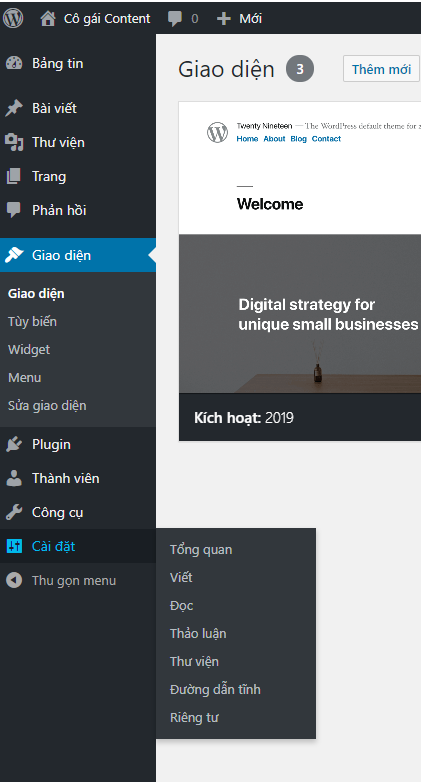 Cô gái Content 0 Mới
Bảng tin
Bài viết
Thư viện
Trang
Phản hồi
Giao diện
Giao diện
Tùy biến
Widget
Menu
Sửa giao diện
Plugin
Thành viên
Công cụ
Cài đặt
Thu gọn menu
Tổng quan
Viết
Đọc
Thảo luận
Thư viện
Đường dẫn tĩnh
Riêng tư
Giao diện 3 Thêm mới
Twenty Nineteen — The WordPress default theme for
Home About Blog Contact
Welcome
Digital strategy for
unique small businesses
Kích hoạt: 2019